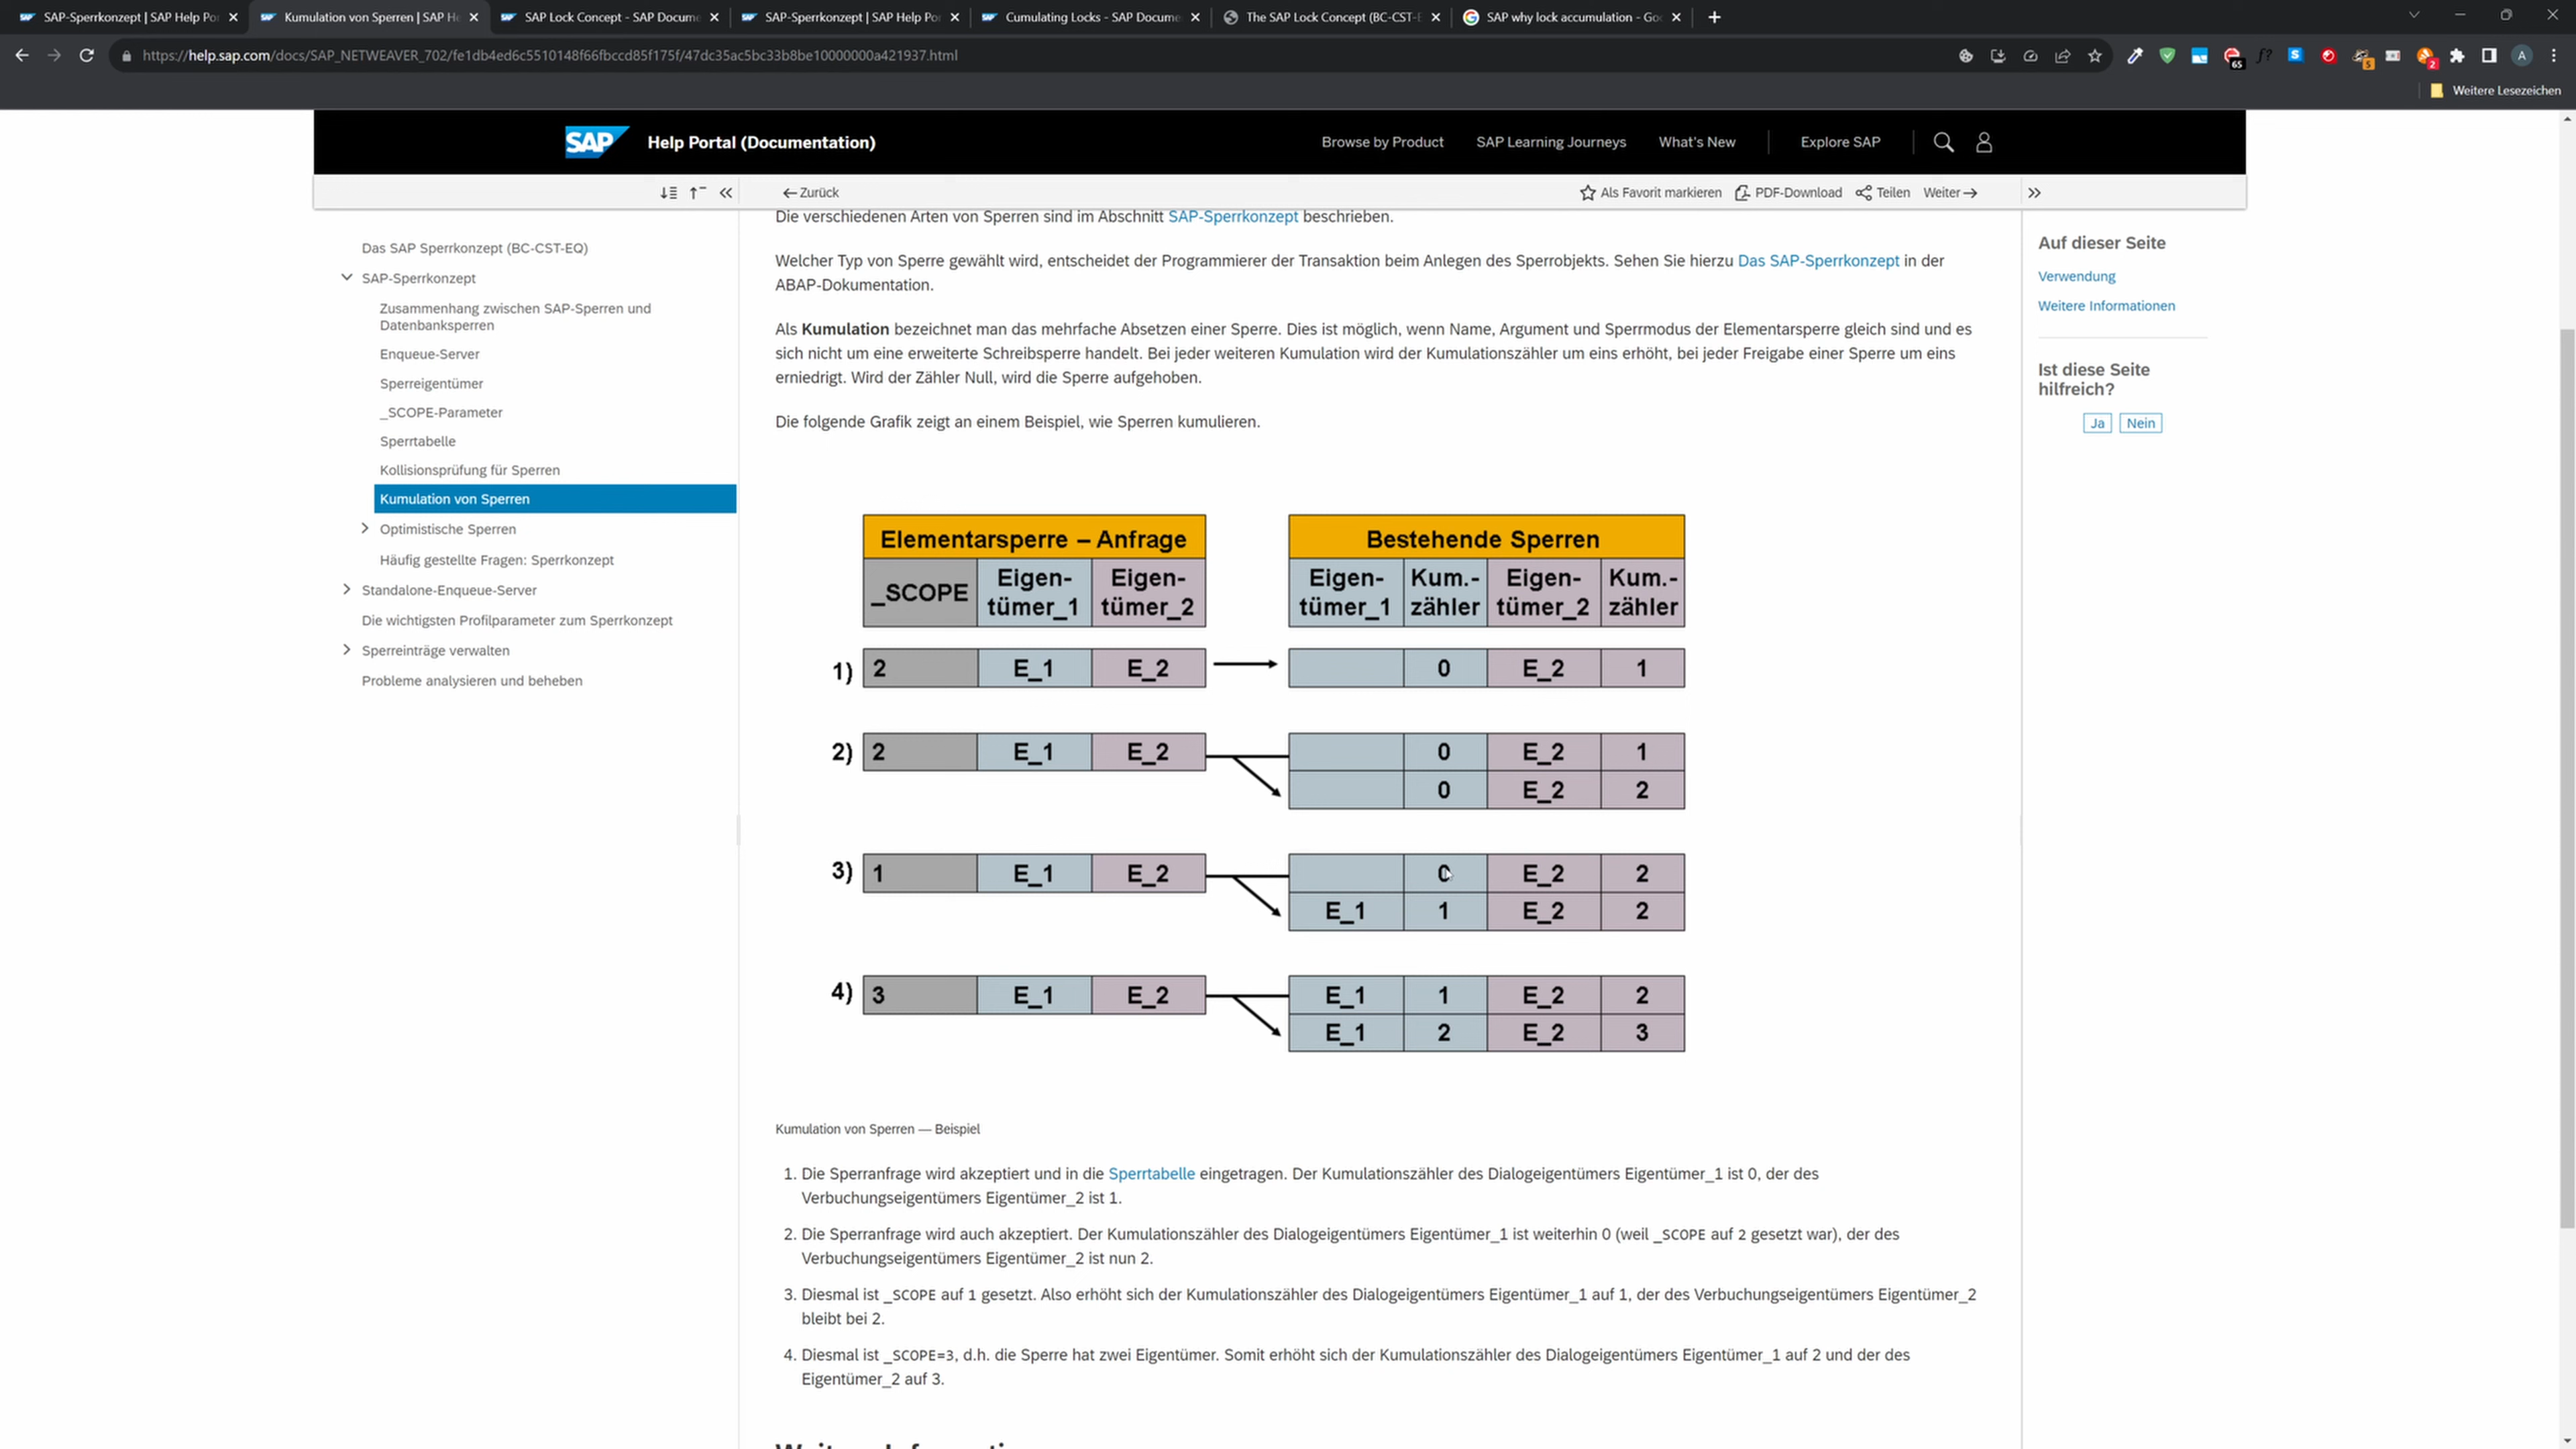 SAP-Sperrkonzept | SAP Help Po
Kumulation von Sperren | SAP He
SAP Lock Concept - SAP Docume
SAP-Sperrkonzept | SAP Help Po
Cumulating Locks - SAP Docume
The SAP Lock Concept (BC-CST-E
SAP why lock accumulation - Goo
https://help.sap.com/docs/SAP_NETWEAVER_702/fe1db4ed6c5510148f66fbccd85f175f/47dc35ac5bc33b8be10000000a421937.html
65
f?
S
5
2
A
Weitere Lesezeichen
SAP
Help Portal (Documentation)
Browse by Product
SAP Learning Journeys
What's New
Explore SAP
Zurück
Als Favorit markieren
PDF-Download
Teilen
Weiter
Das SAP Sperrkonzept (BC-CST-EQ)
SAP-Sperrkonzept
Zusammenhang zwischen SAP-Sperren und
Datenbanksperren
Enqueue-Server
Sperreigentümer
_SCOPE-Parameter
Sperrtabelle
Kollisionsprüfung für Sperren
Kumulation von Sperren
Optimistische Sperren
Häufig gestellte Fragen: Sperrkonzept
Standalone-Enqueue-Server
Die wichtigsten Profilparameter zum Sperrkonzept
Sperreinträge verwalten
Probleme analysieren und beheben
Die verschiedenen Arten von Sperren sind im Abschnitt SAP-Sperrkonzept beschrieben.
Welcher Typ von Sperre gewählt wird, entscheidet der Programmierer der Transaktion beim Anlegen des Sperrobjekts. Sehen Sie hierzu Das SAP-Sperrkonzept in der
ABAP-Dokumentation.
Als Kumulation bezeichnet man das mehrfache Absetzen einer Sperre. Dies ist möglich, wenn Name, Argument und Sperrmodus der Elementarsperre gleich sind und es
sich nicht um eine erweiterte Schreibsperre handelt. Bei jeder weiteren Kumulation wird der Kumulationszähler um eins erhöht, bei jeder Freigabe einer Sperre um eins
erniedrigt. Wird der Zähler Null, wird die Sperre aufgehoben.
Die folgende Grafik zeigt an einem Beispiel, wie Sperren kumulieren.
Elementarsperre – Anfrage
Bestehende Sperren
_SCOPE
Eigen-
tümer_1
Eigen-
tümer_2
Eigen-
tümer_1
Kum.-
zähler
Eigen-
tümer_2
Kum.-
zähler
1) 2 E_1 E_2 0 E_2 1
2) 2 E_1 E_2 0 E_2 1
0 E_2 2
3) 1 E_1 E_2 0 E_2 2
E_1 1 E_2 2
4) 3 E_1 E_2 E_1 1 E_2 2
E_1 2 E_2 3
Kumulation von Sperren — Beispiel
1. Die Sperranfrage wird akzeptiert und in die Sperrtabelle eingetragen. Der Kumulationszähler des Dialogeigentümers Eigentümer_1 ist 0, der des
Verbuchungseigentümers Eigentümer_2 ist 1.
2. Die Sperranfrage wird auch akzeptiert. Der Kumulationszähler des Dialogeigentümers Eigentümer_1 ist weiterhin 0 (weil _SCOPE auf 2 gesetzt war), der des
Verbuchungseigentümers Eigentümer_2 ist nun 2.
3. Diesmal ist _SCOPE auf 1 gesetzt. Also erhöht sich der Kumulationszähler des Dialogeigentümers Eigentümer_1 auf 1, der des Verbuchungseigentümers Eigentümer_2
bleibt bei 2.
4. Diesmal ist _SCOPE=3, d.h. die Sperre hat zwei Eigentümer. Somit erhöht sich der Kumulationszähler des Dialogeigentümers Eigentümer_1 auf 2 und der des
Eigentümer_2 auf 3.
Auf dieser Seite
Verwendung
Weitere Informationen
Ist diese Seite
hilfreich?
Ja
Nein